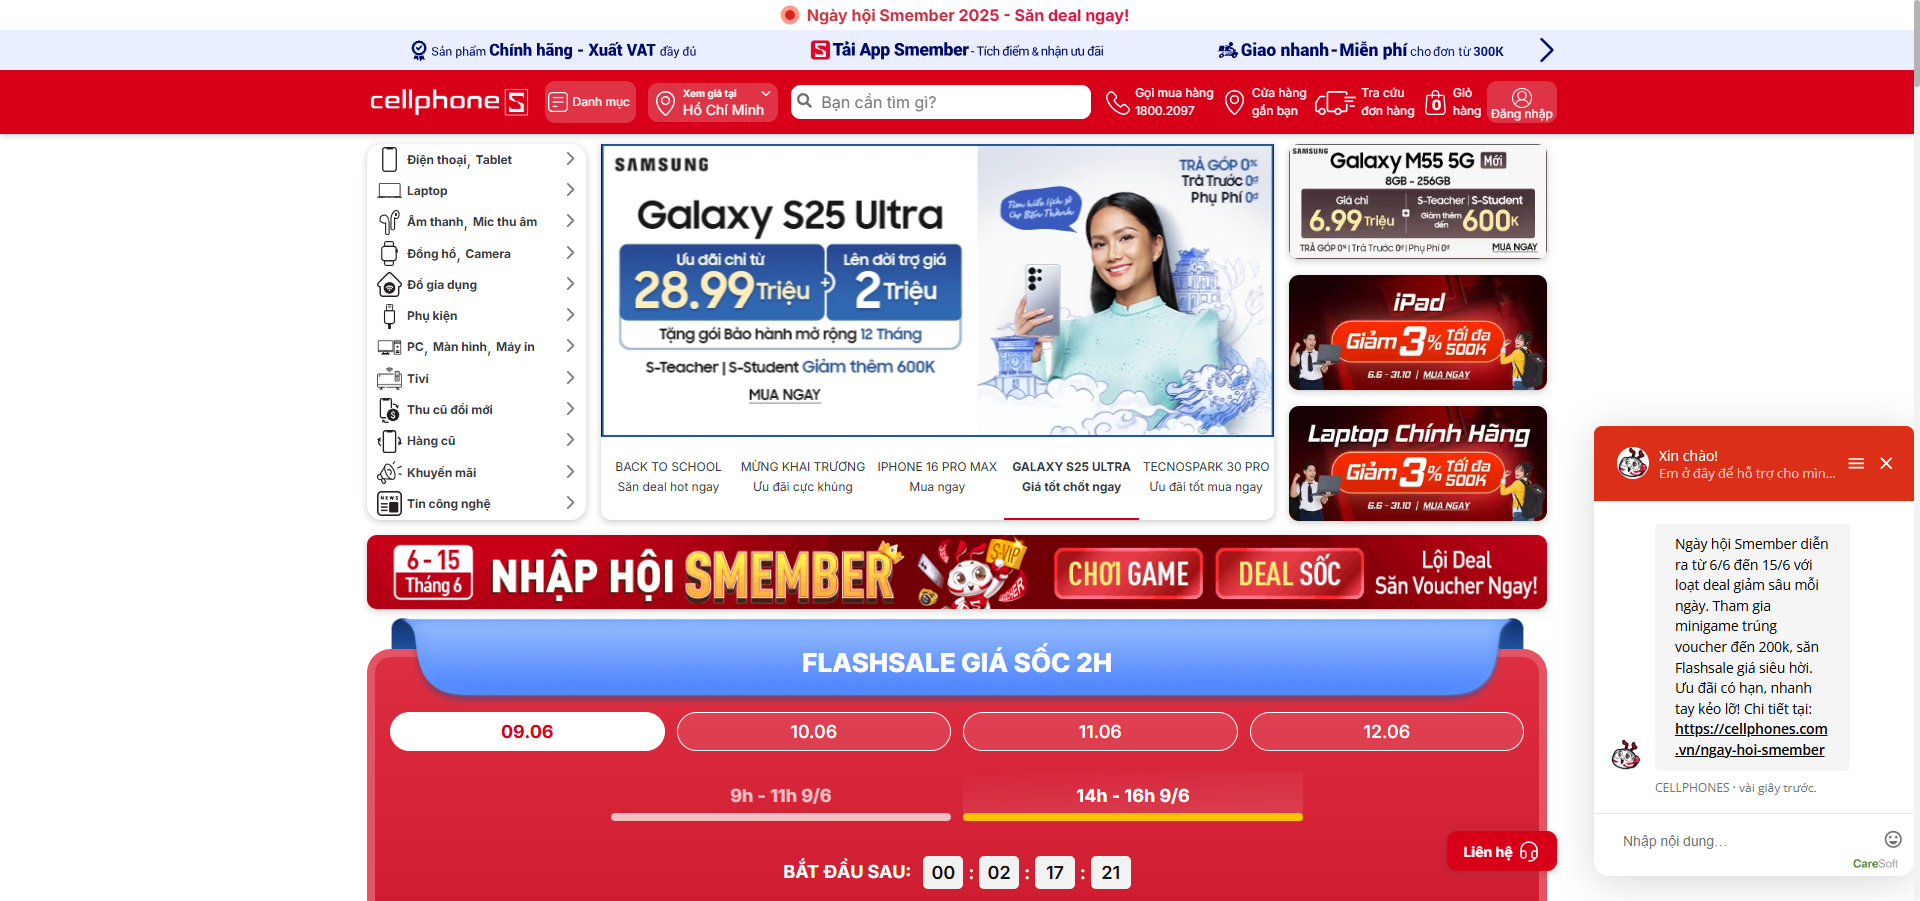 Ngày hội Smember 2025 - Săn deal ngay!
Sản phẩm Chính hãng - Xuất VAT đầy đủ
Tải App Smember - Tích điểm & nhận ưu đãi
Giao nhanh - Miễn phí cho đơn từ 300K
cellphoneS
Danh mục
Xem giá tại
Hồ Chí Minh
Bạn cần tìm gì?
Gọi mua hàng
1800.2097
Cửa hàng
gần bạn
Tra cứu
đơn hàng
0
Giỏ
hàng
Đăng nhập
Điện thoại, Tablet
Laptop
Âm thanh, Mic thu âm
Đồng hồ, Camera
Đồ gia dụng
Phụ kiện
PC, Màn hình, Máy in
Tivi
Thu cũ đổi mới
Hàng cũ
Khuyến mãi
NEWS
Tin công nghệ
SAMSUNG
Galaxy S25 Ultra
Ưu đãi chỉ từ
28.99 Triệu
+
Lên đời trợ giá
2 Triệu
Tặng gói Bảo hành mở rộng 12 Tháng
S-Teacher | S-Student Giảm thêm 600K
MUA NGAY
TRẢ GÓP 0%
Trả Trước 0đ
Phụ Phí 0đ
Tìm hiểu lịch sử
Chợ Bến Thành
BACK TO SCHOOL
Săn deal hot ngay
MỪNG KHAI TRƯƠNG
Ưu đãi cực khủng
IPHONE 16 PRO MAX
Mua ngay
GALAXY S25 ULTRA
Giá tốt chốt ngay
TECNOSPARK 30 PRO
Ưu đãi tốt mua ngay
SAMSUNG
Galaxy M55 5G Mới
8GB - 256GB
Giá chỉ
6.99 Triệu
S-Teacher | S-Student
Giảm thêm đến 600K
TRẢ GÓP 0% | Trả Trước 0đ | Phụ Phí 0đ
MUA NGAY
iPad
Giảm 3% Tối đa 500K
6.6 - 31.10 | MUA NGAY
Laptop Chính Hãng
Giảm 3% Tối đa 500K
6.6 - 31.10 | MUA NGAY
6 - 15
Tháng 6
NHẬP HỘI SMEMBER
S-VIP
VOUCHER
CHƠI GAME
DEAL SỐC
Lội Deal
Săn Voucher Ngay!
FLASHSALE GIÁ SỐC 2H
09.06
10.06
11.06
12.06
9h - 11h 9/6
14h - 16h 9/6
BẮT ĐẦU SAU: 00 : 02 : 17 : 21
Liên hệ
Xin chào!
Em ở đây để hỗ trợ cho mìn...
Ngày hội Smember diễn
ra từ 6/6 đến 15/6 với
loạt deal giảm sâu mỗi
ngày. Tham gia
minigame trúng
voucher đến 200k, săn
Flashsale giá siêu hời.
Ưu đãi có hạn, nhanh
tay kẻo lỡ! Chi tiết tại:
https://cellphones.com
.vn/ngay-hoi-smember
CELLPHONES · vài giây trước.
Nhập nội dung...
CareSoft